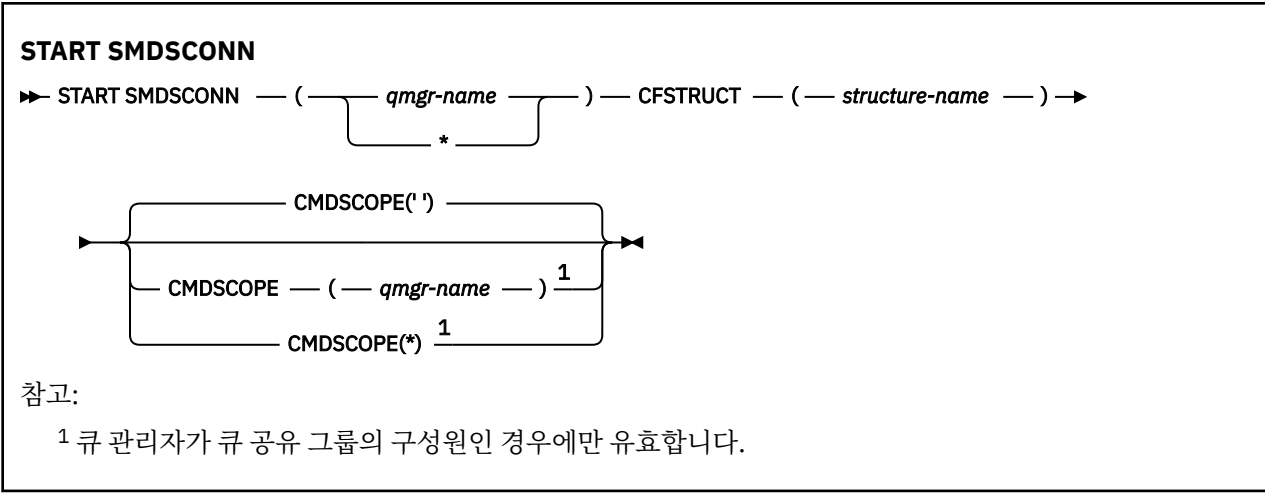 START SMDSCONN
START SMDSCONN ( qmgr-name ) CFSTRUCT ( structure-name )
*
CMDSCOPE(' ')
CMDSCOPE ( qmgr-name ) 1
CMDSCOPE(*) 1
참고:
1 큐 관리자가 큐 공유 그룹의 구성원인 경우에만 유효합니다.